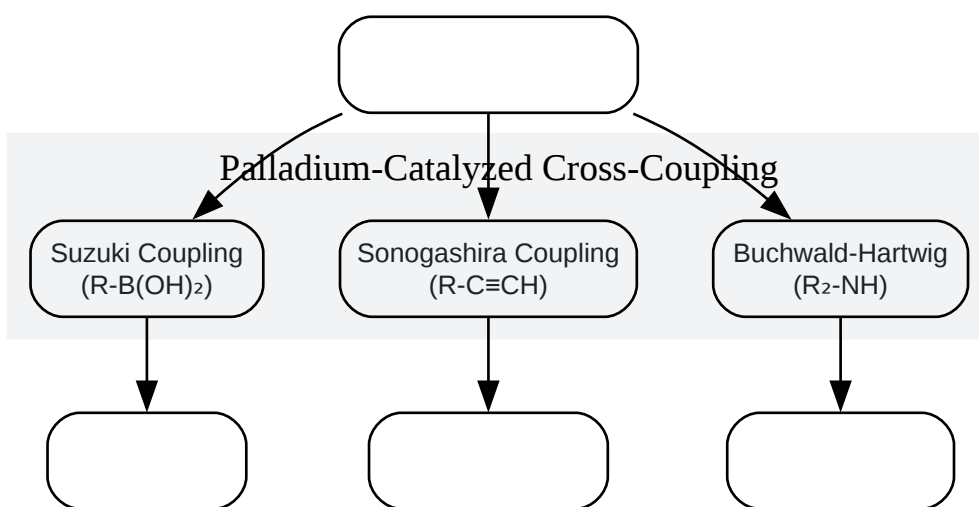 Palladium-Catalyzed Cross-Coupling
Suzuki Coupling
(R-B(OH)₂)
Sonogashira Coupling
(R-C≡CH)
Buchwald-Hartwig
(R₂-NH)